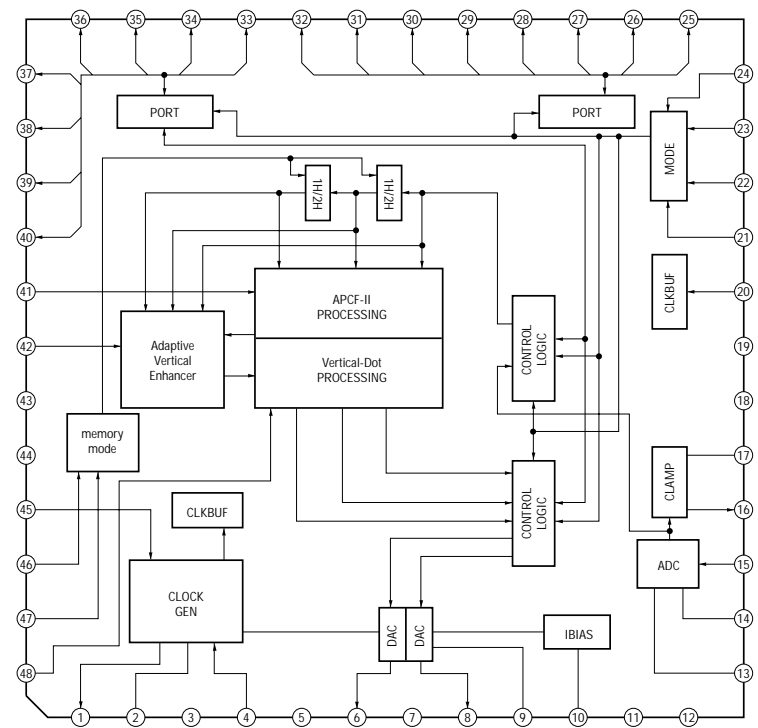 36 35 34 33 32 31 30 29 28 27 26 25
37
24
PORT
PORT
38
23
MODE
39
1H/2H
1H/2H
22
40
21
41
APCF-II
PROCESSING
CLKBUF
20
42
Adaptive
Vertical
Enhancer
Vertical-Dot
PROCESSING
CONTROL
LOGIC
19
43
18
memory
mode
44
CLAMP
17
45
CLKBUF
CONTROL
LOGIC
16
46
CLOCK
GEN
ADC
15
47
DAC
DAC
IBIAS
14
48
13
1 2 3 4 5 6 7 8 9 10 11 12